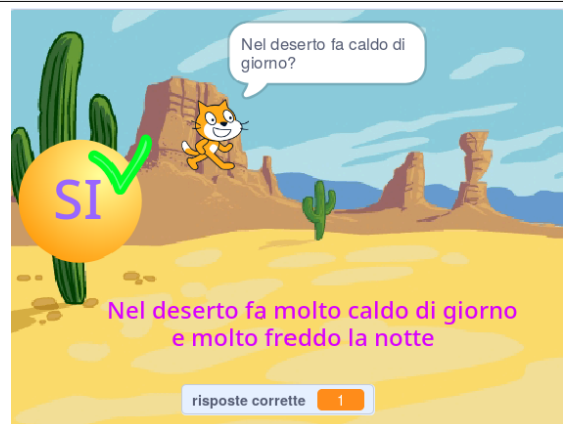 Nel deserto fa caldo di
giorno?
SI
Nel deserto fa molto caldo di giorno
e molto freddo la notte
risposte corrette 1